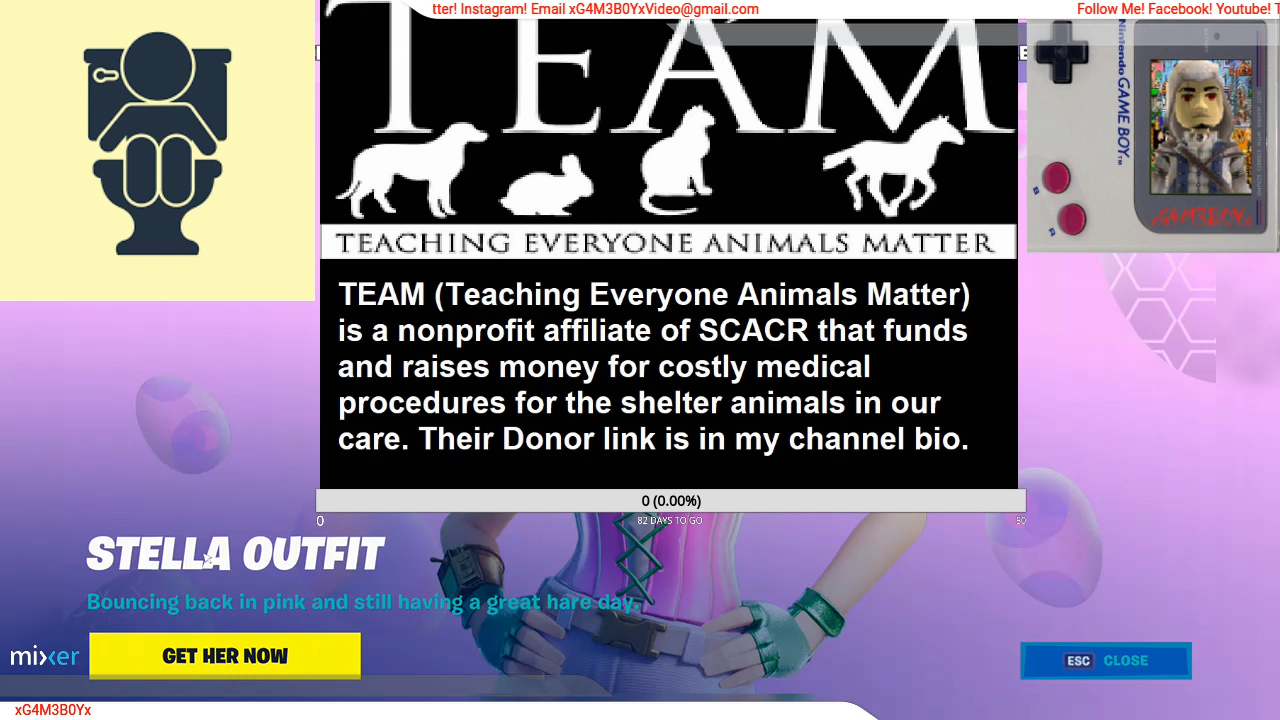 tter! Instagram! Email xG4M3B0YxVideo@gmail.com
Follow Me! Facebook! Youtube! T
TEAM
Nintendo GAME BOY™
xG4M3B0Yx
TEACHING EVERYONE ANIMALS MATTER
TEAM (Teaching Everyone Animals Matter)
is a nonprofit affiliate of SCACR that funds
and raises money for costly medical
procedures for the shelter animals in our
care. Their Donor link is in my channel bio.
0 (0.00%)
0
82 DAYS TO GO
50
STELLA OUTFIT
Bouncing back in pink and still having a great hare day.
mixer
GET HER NOW
ESC CLOSE
xG4M3B0Yx